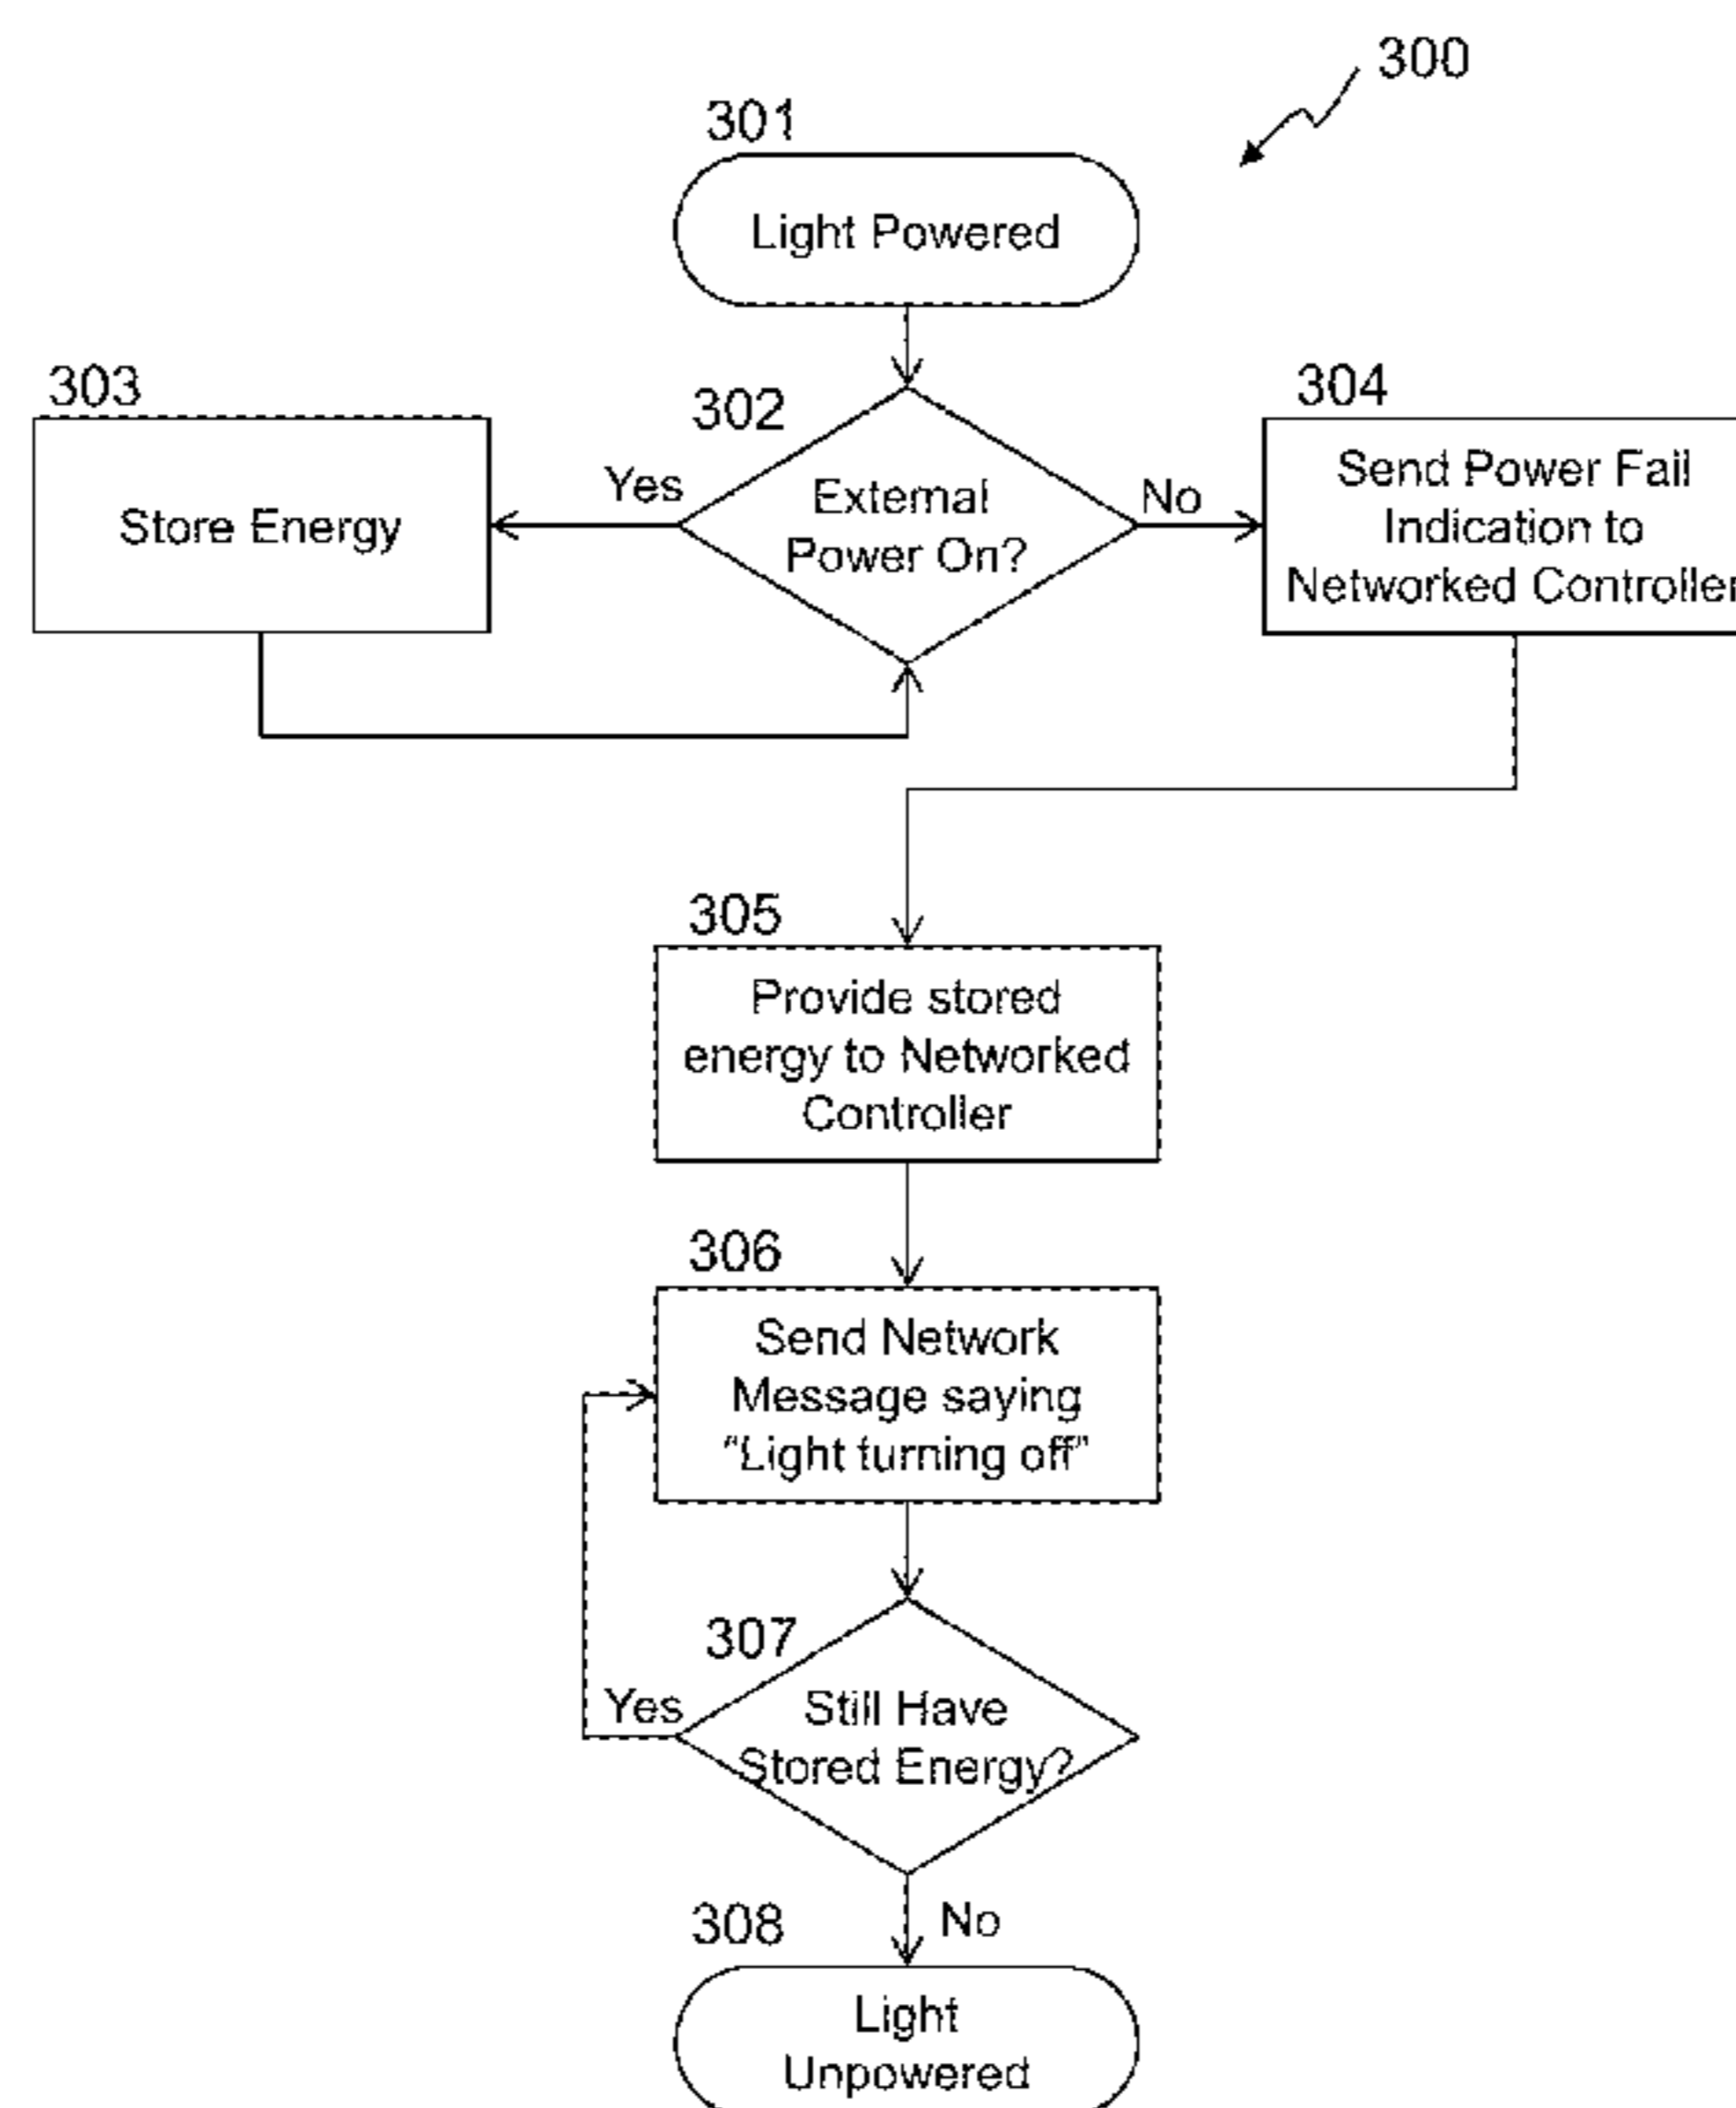 300
301
Light Powered
303
302
304
Yes
No
Store Energy
External
Power On?
Send Power Fail
Indication to
Networked Controller
305
Provide stored
energy to Networked
Controller
306
Send Network
Message saying
“Light turning off”
307
Yes
Still Have
Stored Energy?
308
No
Light
Unpowered